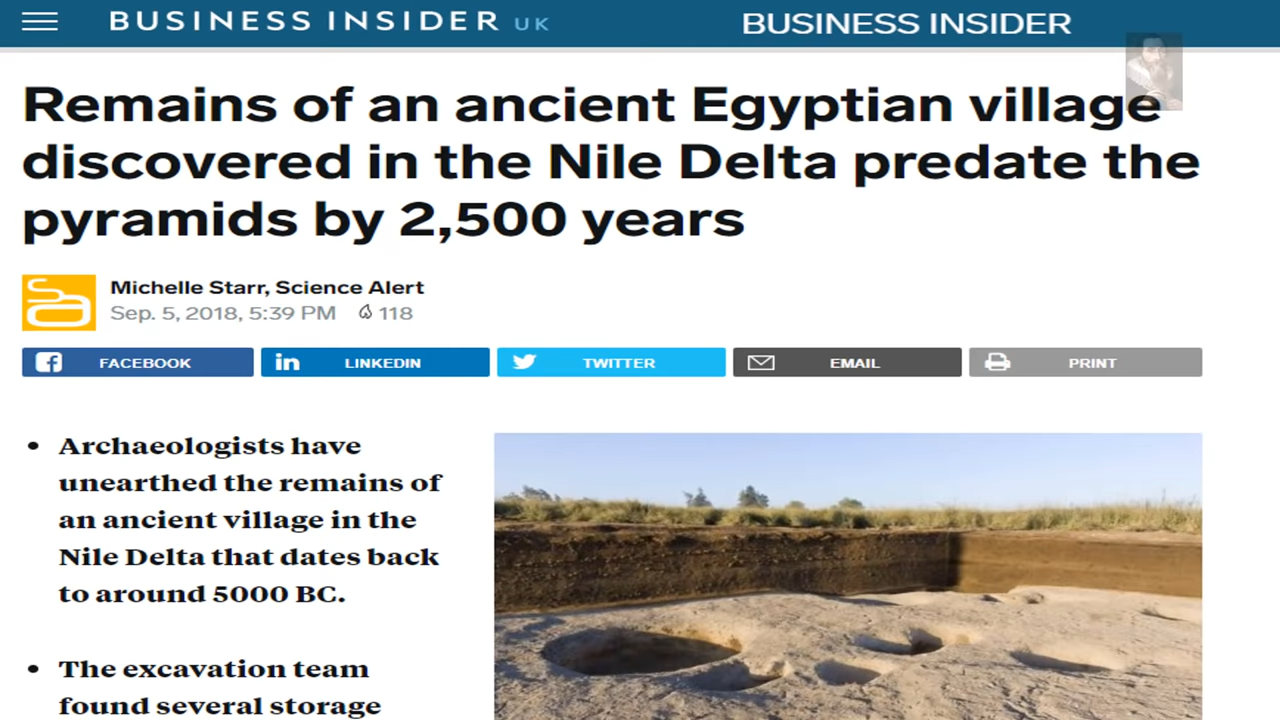 BUSINESS INSIDER UK
BUSINESS INSIDER
Remains of an ancient Egyptian village
discovered in the Nile Delta predate the
pyramids by 2,500 years
Michelle Starr, Science Alert
Sep. 5, 2018, 5:39 PM 118
FACEBOOK
LINKEDIN
TWITTER
EMAIL
PRINT
• Archaeologists have
unearthed the remains of
an ancient village in the
Nile Delta that dates back
to around 5000 BC.
• The excavation team
found several storage